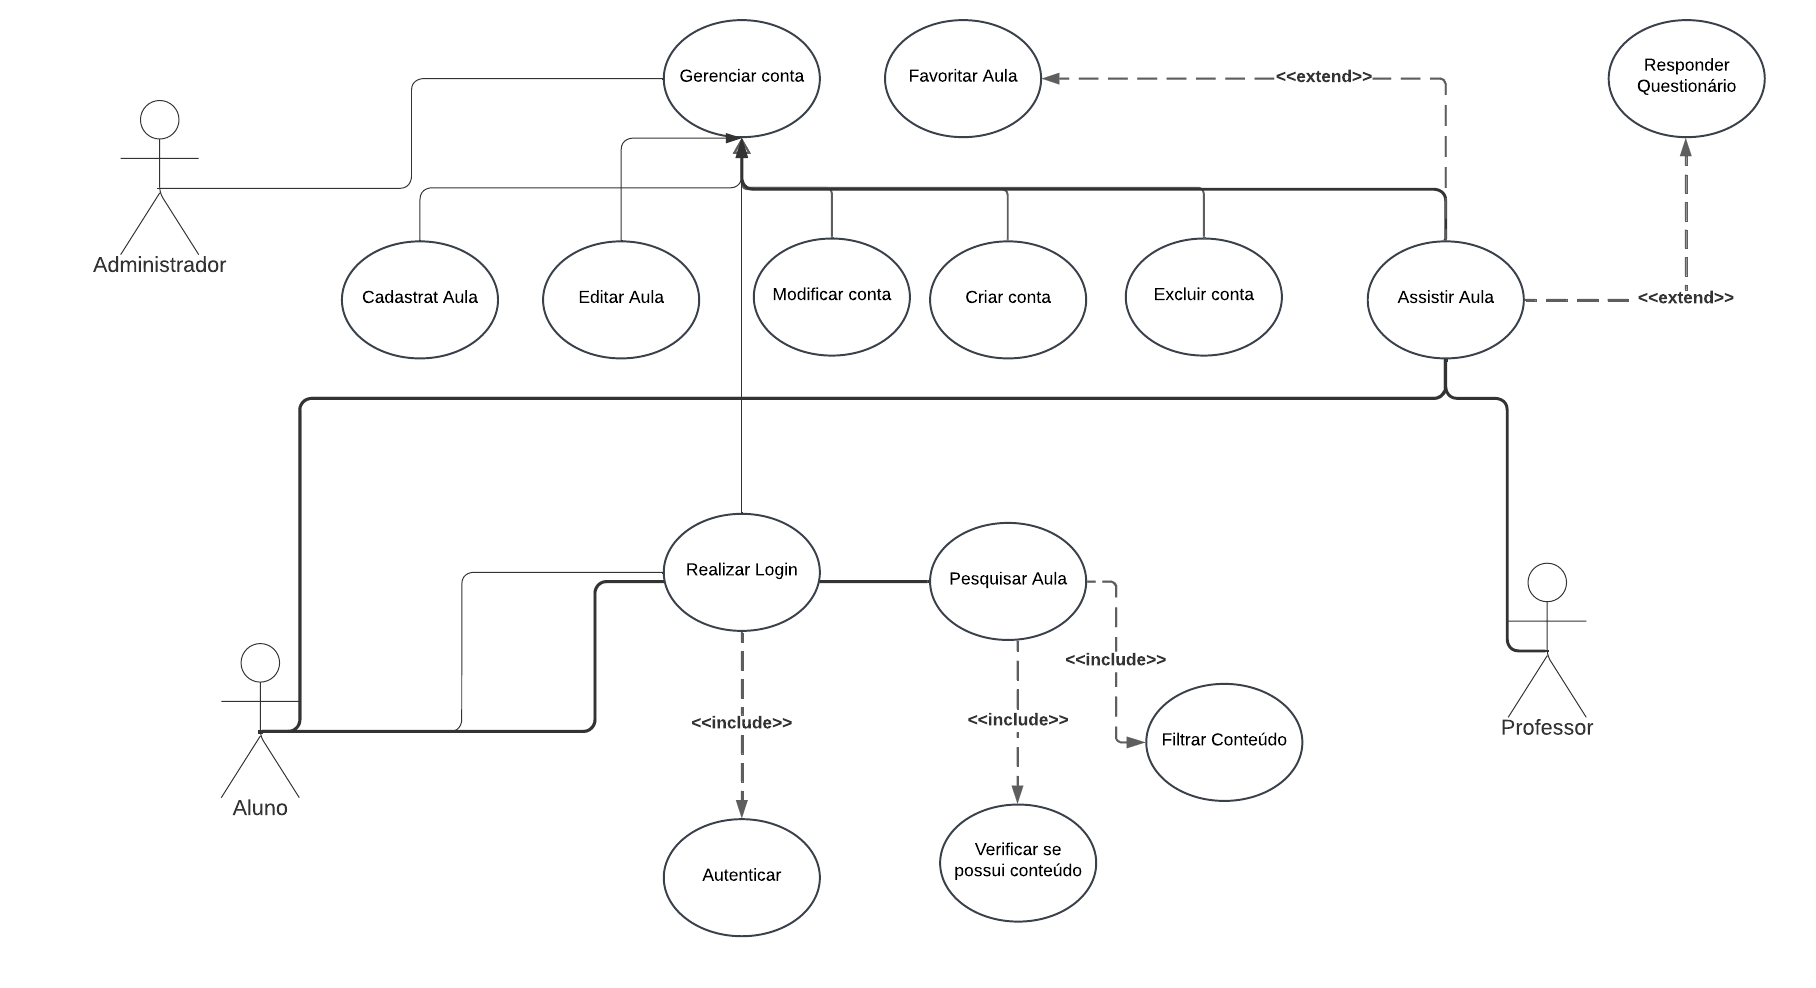 Gerenciar conta
Favoritar Aula
<<extend>>
Responder
Questionário
Administrador
Cadastrat Aula
Editar Aula
Modificar conta
Criar conta
Excluir conta
Assistir Aula
<<extend>>
Realizar Login
Pesquisar Aula
<<include>>
<<include>>
<<include>>
Filtrar Conteúdo
Professor
Aluno
Autenticar
Verificar se
possui conteúdo